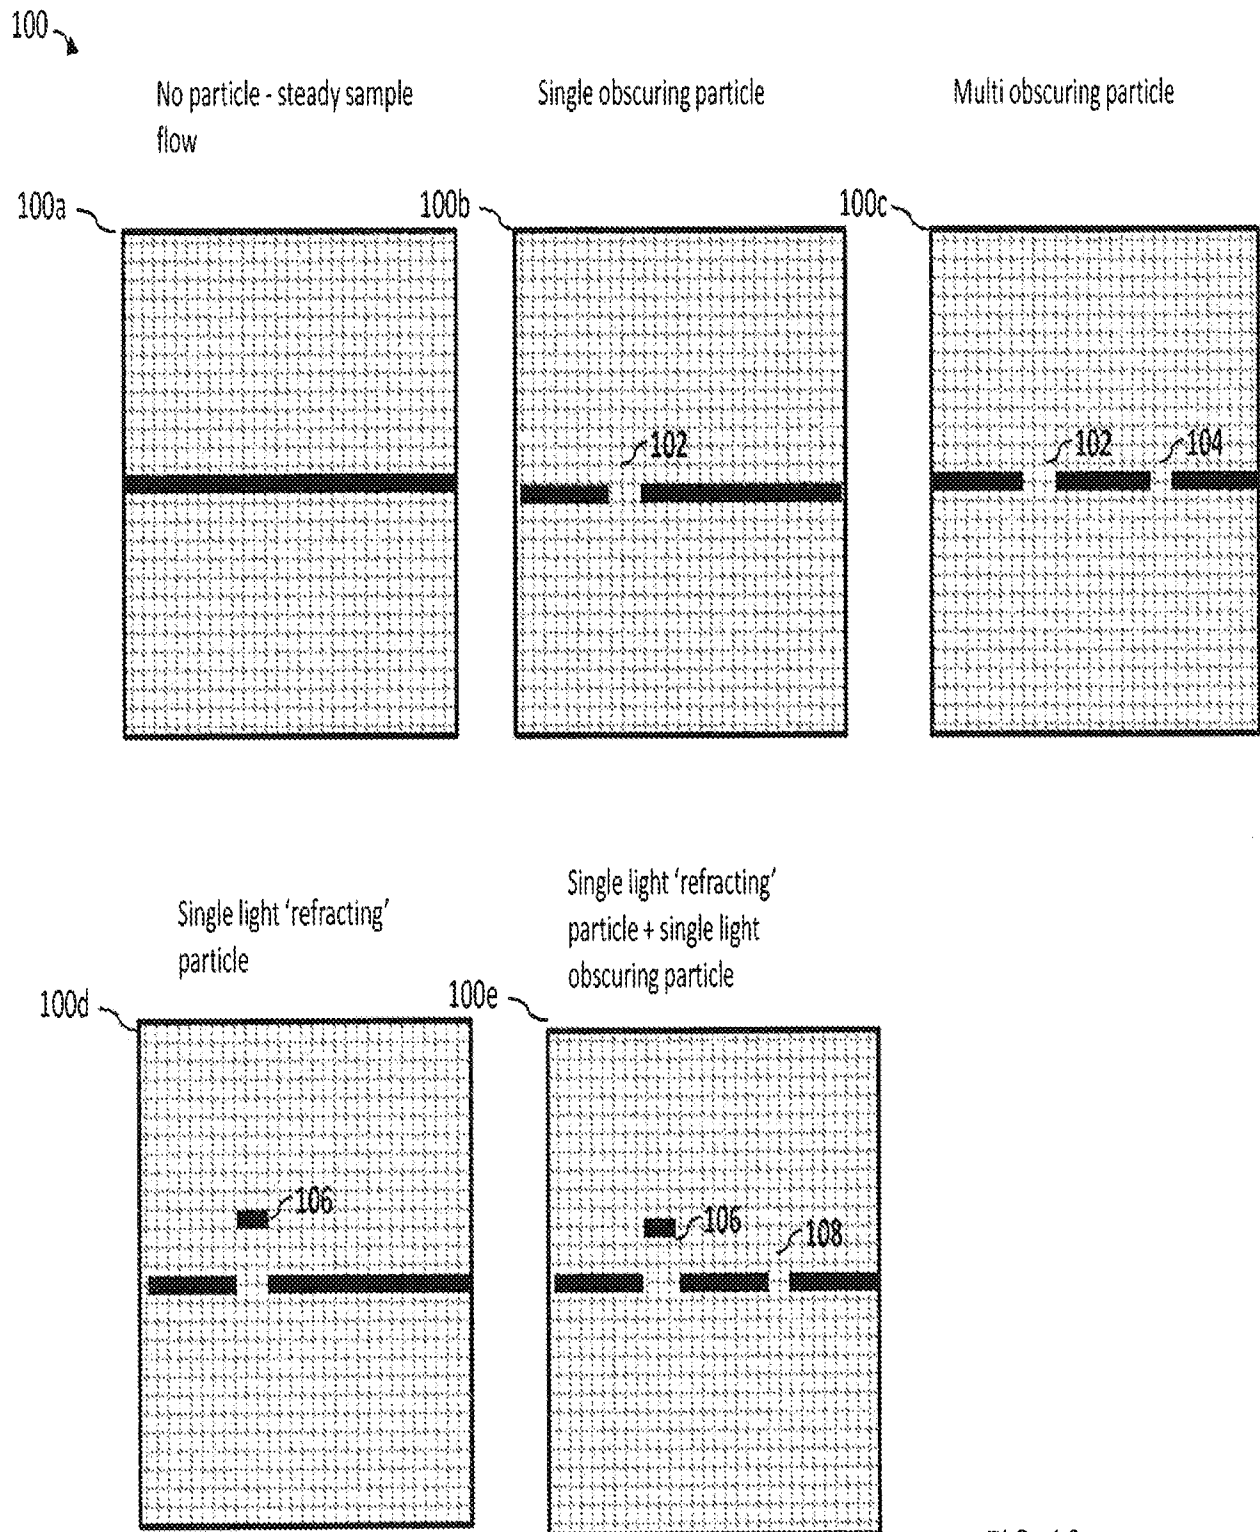 100
No particle - steady sample
flow
Single obscuring particle
Multi obscuring particle
100a
100b
100c
102
102
104
Single light 'refracting'
particle
Single light 'refracting'
particle + single light
obscuring particle
100d
100e
106
106
108